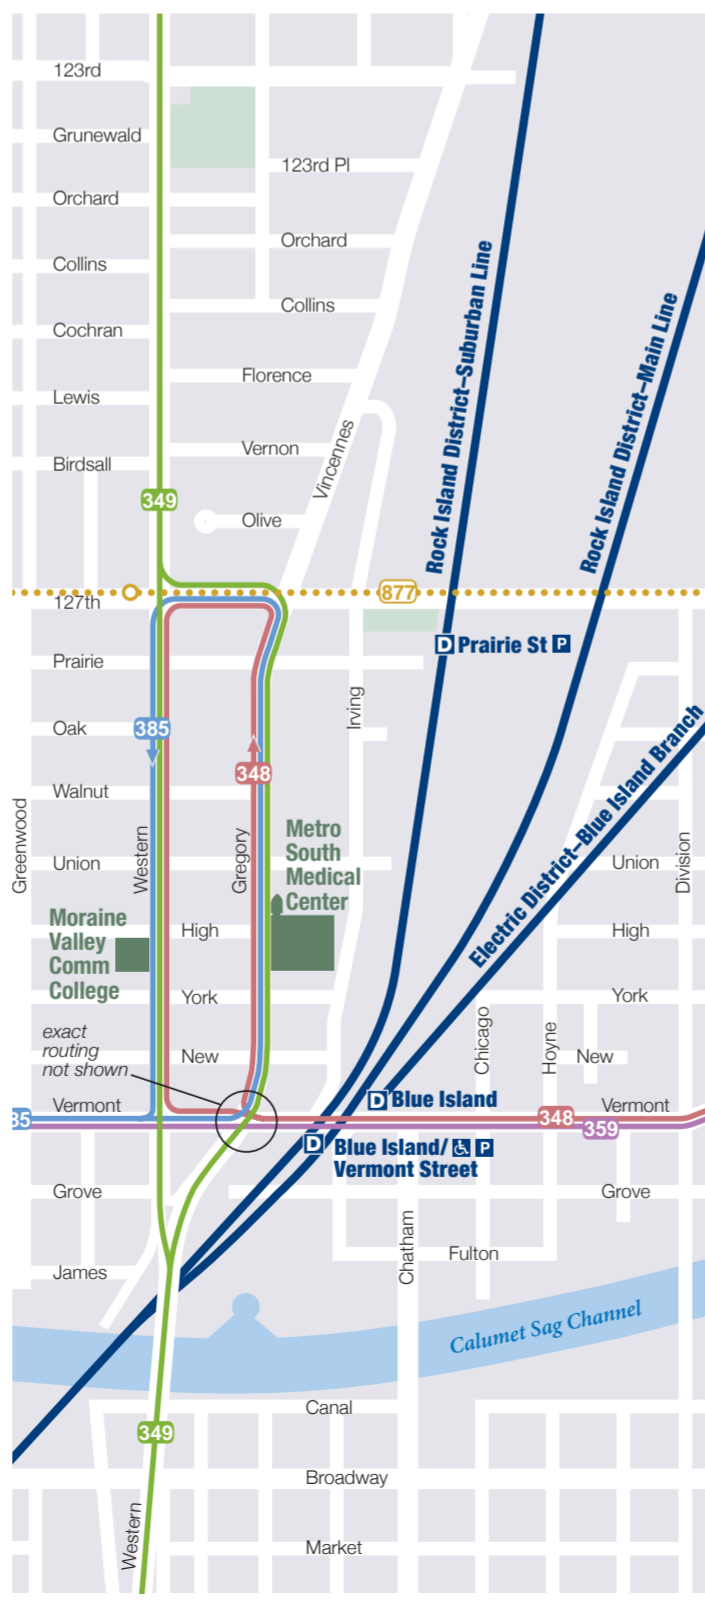 123rd
Grunewald
123rd Pl
Orchard
Orchard
Collins
Collins
Cochran
Florence
Lewis
Vernon
Birdsall
Vincennes
349
Olive
Rock Island District–Suburban Line
Rock Island District–Main Line
877
127th
D Prairie St P
Prairie
Irving
Oak
385
348
Walnut
Electric District–Blue Island Branch
Greenwood
Western
Gregory
Union
Union
Division
Metro
South
Medical
Center
Moraine
Valley
Comm
College
High
High
York
York
exact
routing
not shown
New
Chicago
Hoyne
New
Vermont
D Blue Island
Vermont
35
348
359
D Blue Island/ P
Vermont Street
Grove
Grove
Chatham
Fulton
James
Calumet Sag Channel
Canal
349
Broadway
Western
Market